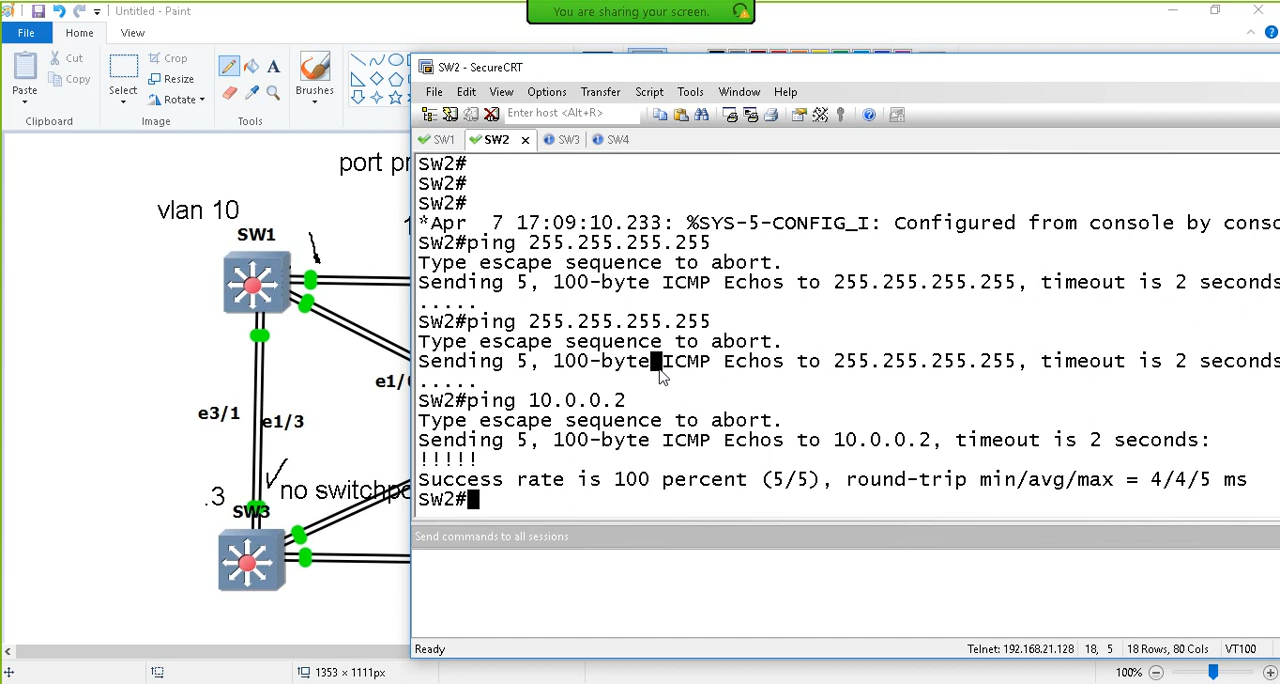 You are sharing your screen.
Untitled - Paint
File Home View
Paste
Cut
Copy
Clipboard
Select
Crop
Resize
Rotate
Image
Tools
Brushes
port pr
vlan 10
SW1
e1/
e3/1
e1/3
no switchp
.3
SW3
1353 × 1111px
100%
SW2 - SecureCRT
File Edit View Options Transfer Script Tools Window Help
Enter host <Alt+R>
SW1 SW2 SW3 SW4
SW2#
SW2#
SW2#
*Apr  7 17:09:10.233: %SYS-5-CONFIG_I: Configured from console by conso
SW2#ping 255.255.255.255
Type escape sequence to abort.
Sending 5, 100-byte ICMP Echos to 255.255.255.255, timeout is 2 seconds
.....
SW2#ping 255.255.255.255
Type escape sequence to abort.
Sending 5, 100-byte ICMP Echos to 255.255.255.255, timeout is 2 seconds
.....
SW2#ping 10.0.0.2
Type escape sequence to abort.
Sending 5, 100-byte ICMP Echos to 10.0.0.2, timeout is 2 seconds:
!!!!!
Success rate is 100 percent (5/5), round-trip min/avg/max = 4/4/5 ms
SW2#
Send commands to all sessions
Ready
Telnet: 192.168.21.128 18, 5 18 Rows, 80 Cols VT100